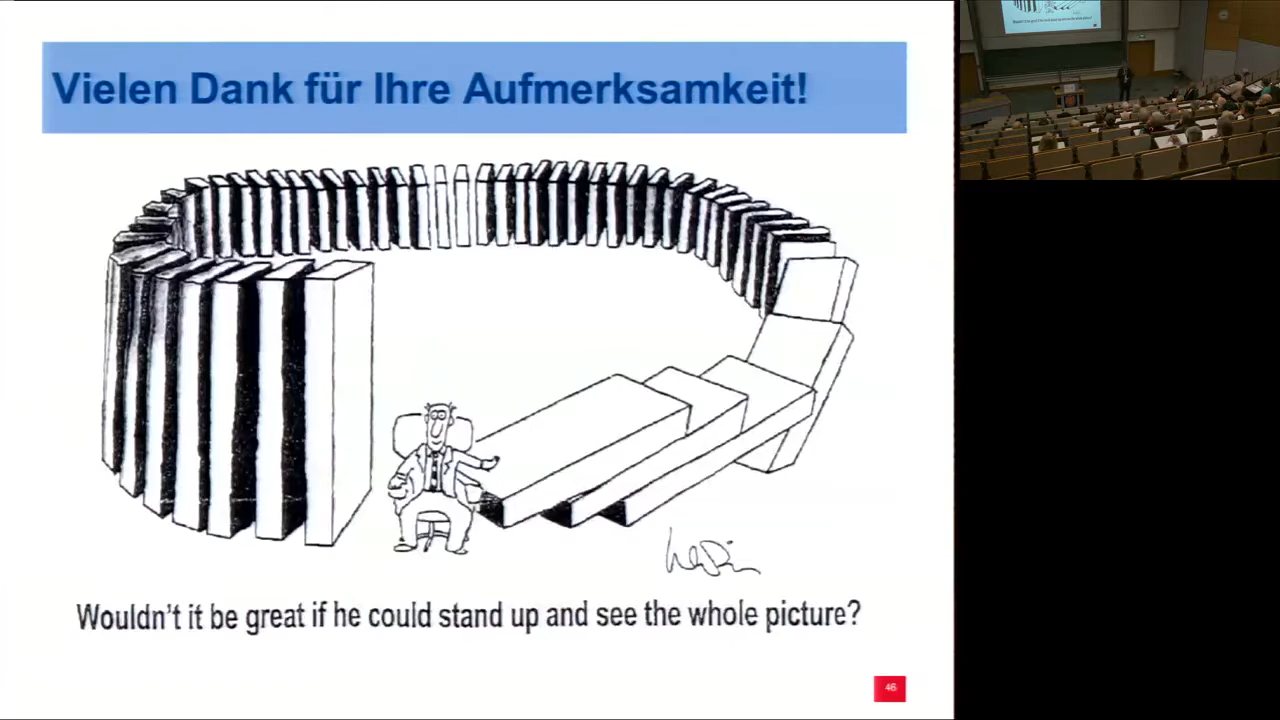 Vielen Dank für Ihre Aufmerksamkeit!
Wouldn't it be great if he could stand up and see the whole picture?
46